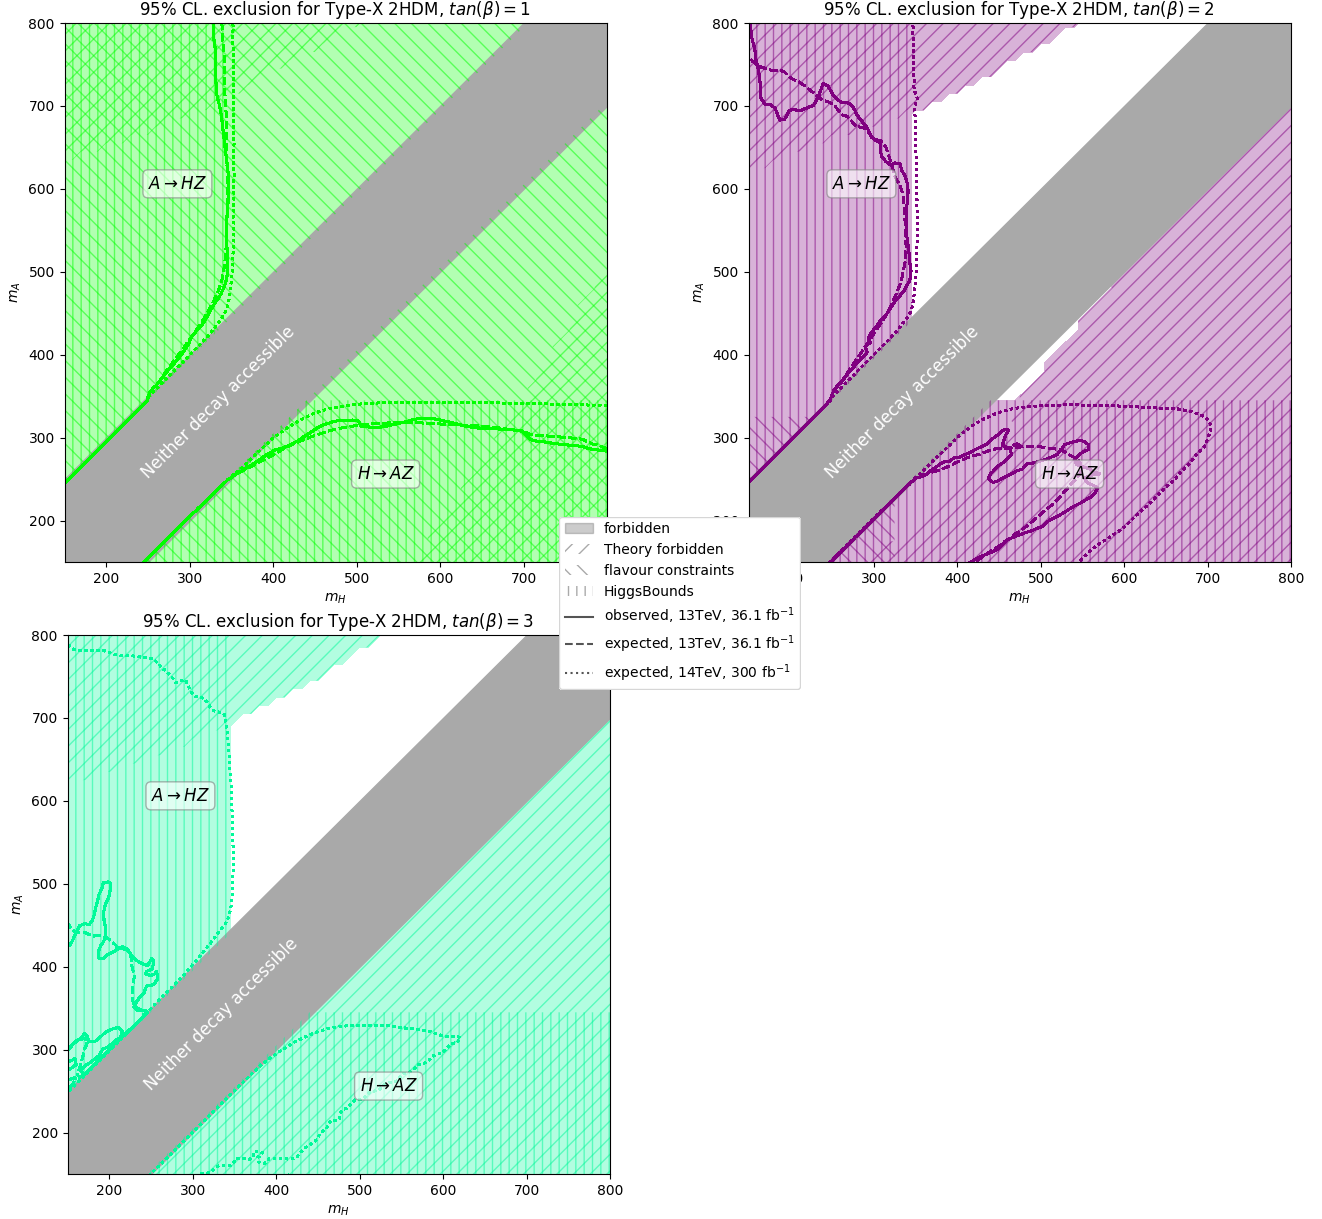 95% CL. exclusion for Type-X 2HDM, tan(β) = 1
800
700
600
500
400
300
200
m_A
A → HZ
Neither decay accessible
H → AZ
200 300 400 500 600 700
m_H
95% CL. exclusion for Type-X 2HDM, tan(β) = 2
800
700
600
500
400
300
m_A
A → HZ
Neither decay accessible
H → AZ
300 400 500 600 700 800
m_H
forbidden
Theory forbidden
flavour constraints
HiggsBounds
observed, 13TeV, 36.1 fb⁻¹
expected, 13TeV, 36.1 fb⁻¹
expected, 14TeV, 300 fb⁻¹
95% CL. exclusion for Type-X 2HDM, tan(β) = 3
800
700
600
500
400
300
200
m_A
A → HZ
Neither decay accessible
H → AZ
200 300 400 500 600 700 800
m_H